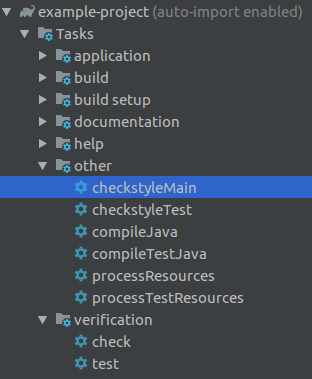 example-project (auto-import enabled)
Tasks
application
build
build setup
documentation
help
other
checkstyleMain
checkstyleTest
compileJava
compileTestJava
processResources
processTestResources
verification
check
test